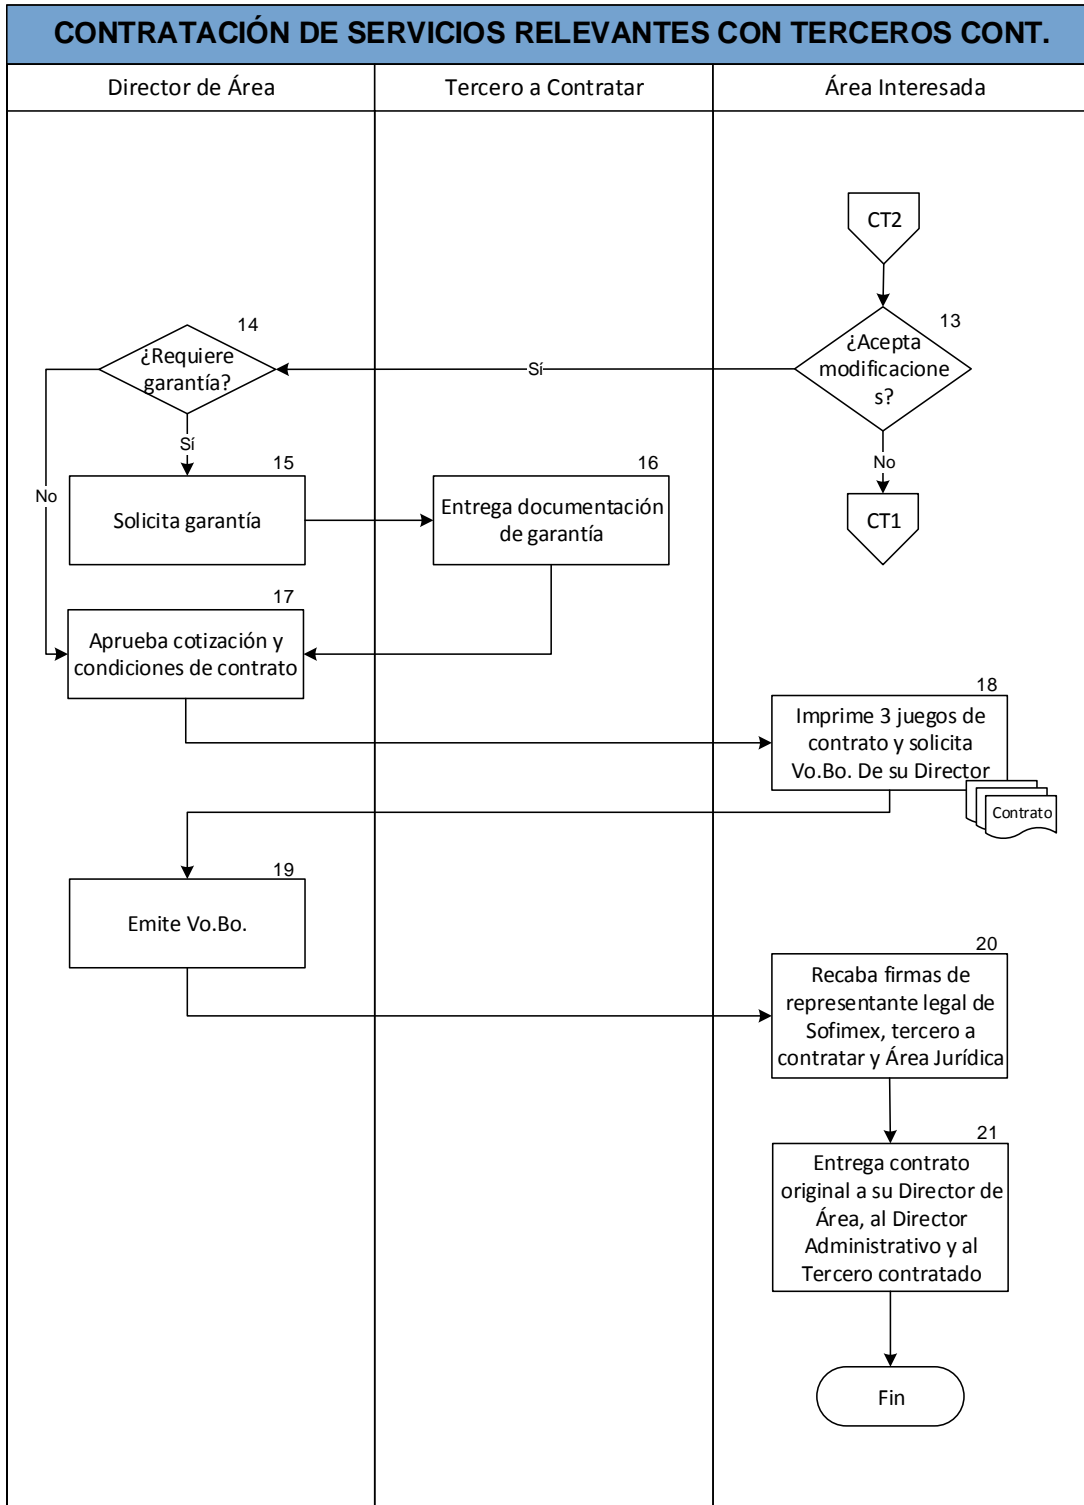 CONTRATACIÓN DE SERVICIOS RELEVANTES CON TERCEROS CONT.
Director de Área
Tercero a Contratar
Área Interesada
CT2
13
¿Acepta
modificacione
s?
Sí
No
CT1
14
¿Requiere
garantía?
Sí
No
15
Solicita garantía
16
Entrega documentación
de garantía
17
Aprueba cotización y
condiciones de contrato
18
Imprime 3 juegos de
contrato y solicita
Vo.Bo. De su Director
Contrato
19
Emite Vo.Bo.
20
Recaba firmas de
representante legal de
Sofimex, tercero a
contratar y Área Jurídica
21
Entrega contrato
original a su Director de
Área, al Director
Administrativo y al
Tercero contratado
Fin